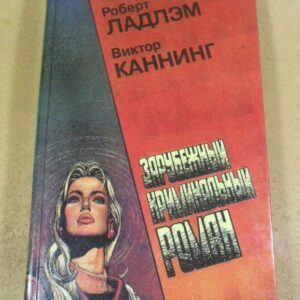 Роберт
ЛАДЛЭМ
Виктор
КАННИНГ
ЗАРУБЕЖНЫЙ
КРИМИНАЛЬНЫЙ
РОМАН